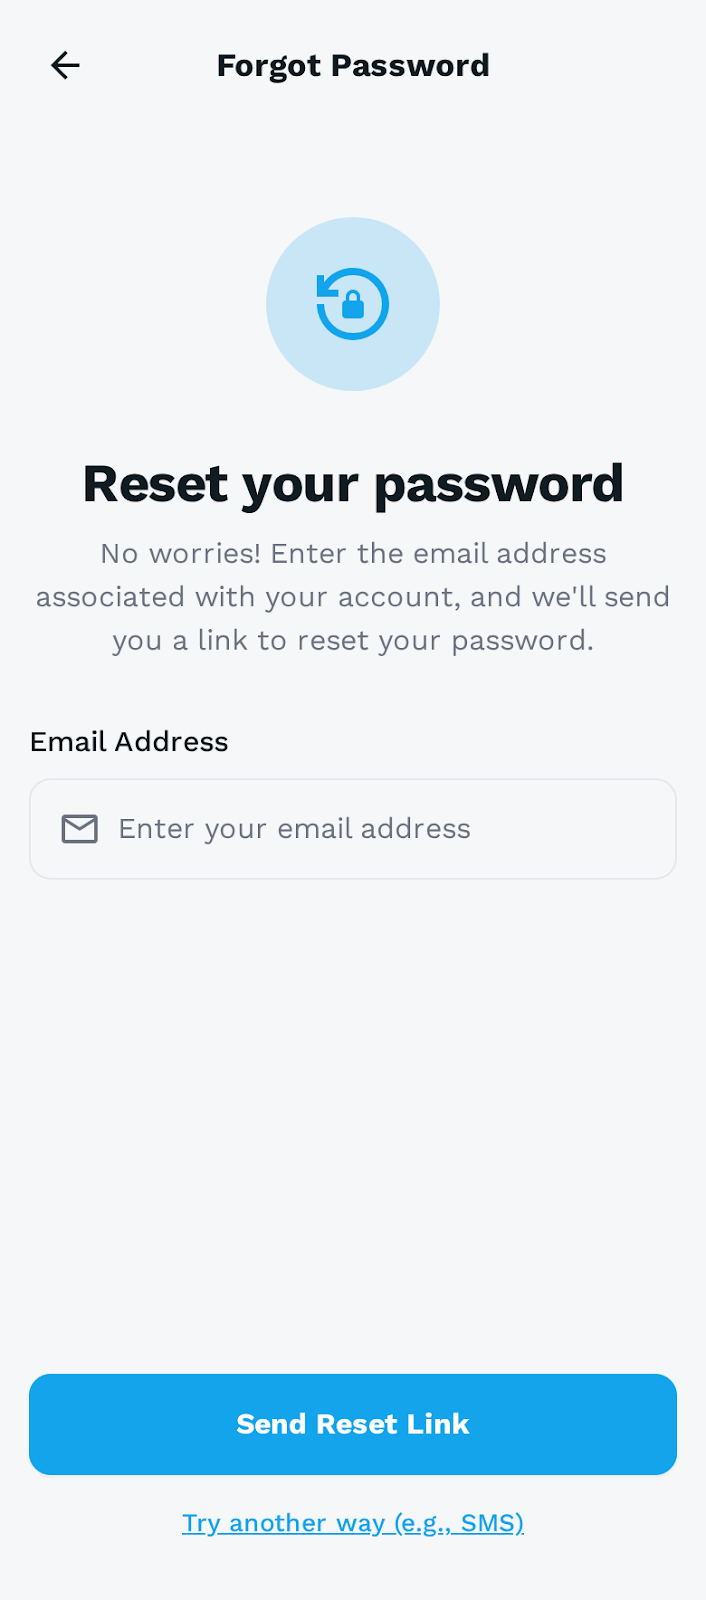 Forgot Password
Reset your password
No worries! Enter the email address
associated with your account, and we'll send
you a link to reset your password.
Email Address
Enter your email address
Send Reset Link
Try another way (e.g., SMS)